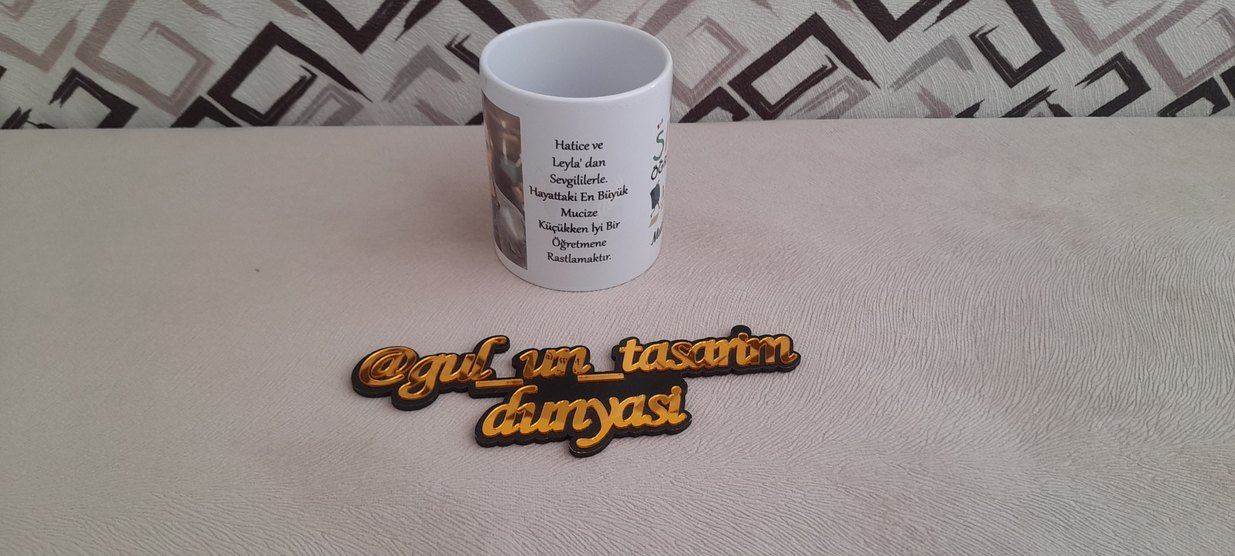 Hatice ve
Leyla' dan
Sevgililerle.
Hayattaki En Büyük
Mucize
Küçükken İyi Bir
Öğretmene
Rastlamaktır.
@gul_un_tasarim
dunyasi